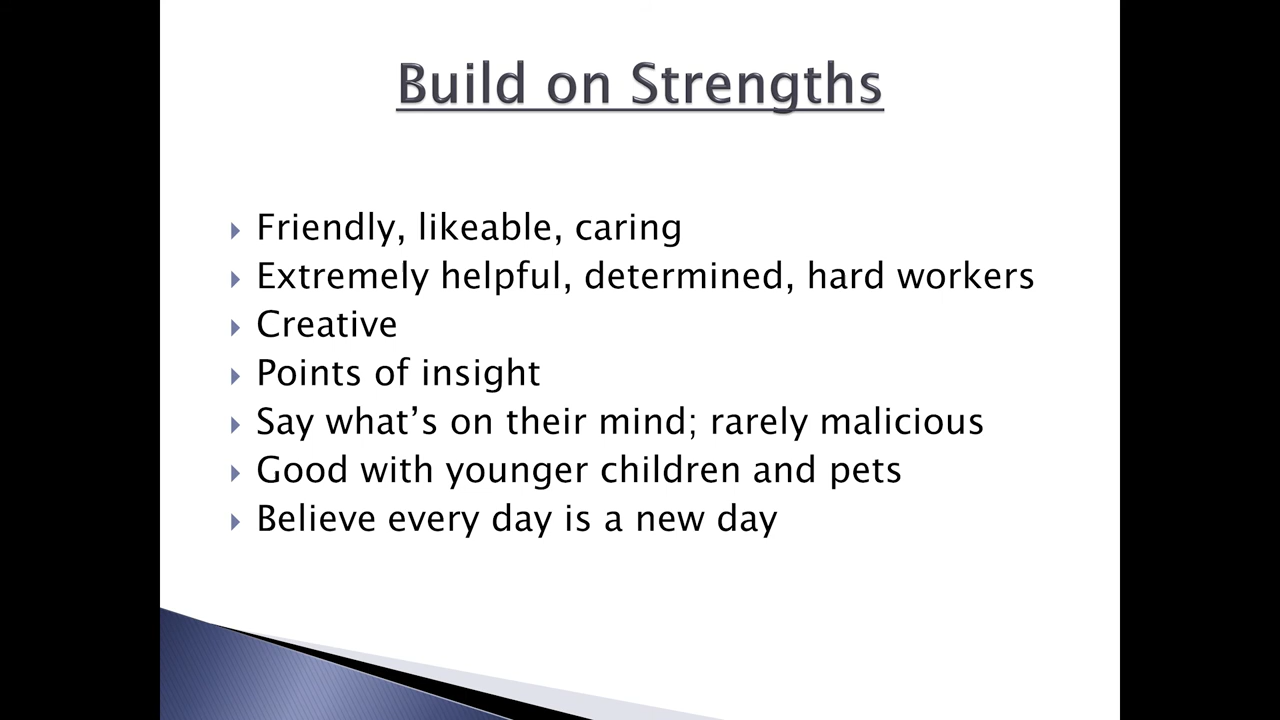 Build on Strengths
Friendly, likeable, caring
Extremely helpful, determined, hard workers
Creative
Points of insight
Say what’s on their mind; rarely malicious
Good with younger children and pets
Believe every day is a new day